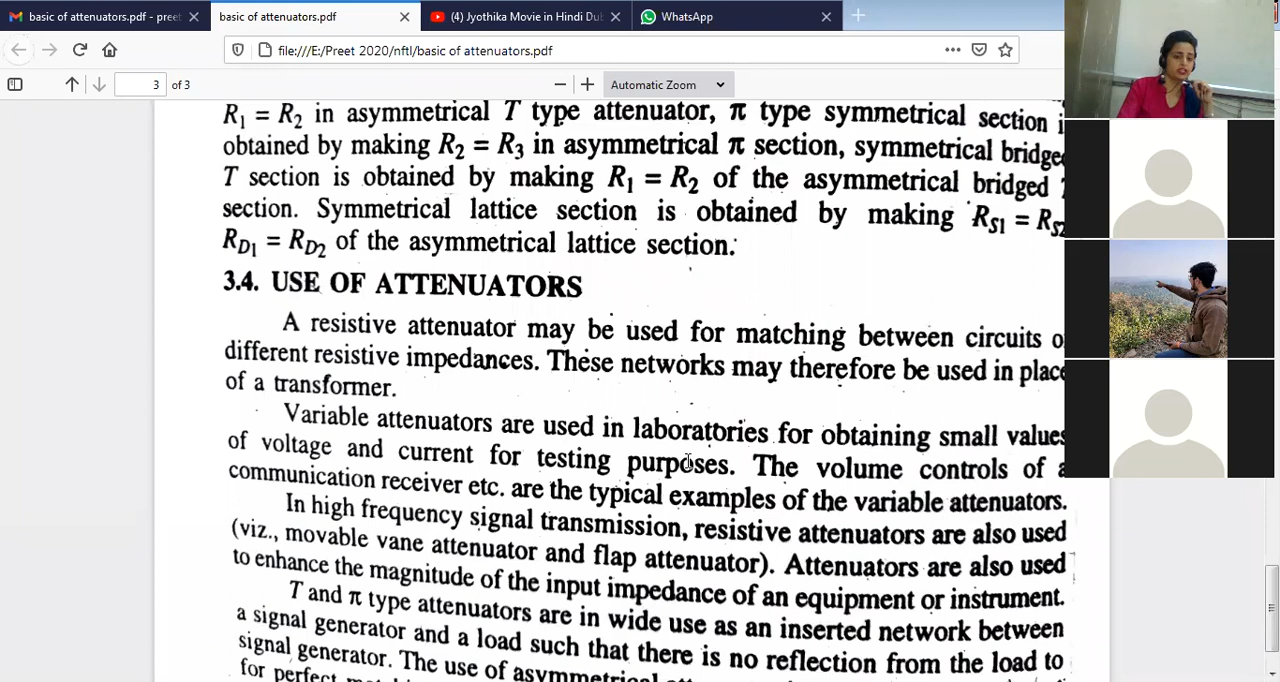 basic of attenuators.pdf - preet
basic of attenuators.pdf
(4) Jyothika Movie in Hindi Dub
WhatsApp
file:///E:/Preet 2020/nftl/basic of attenuators.pdf
3 of 3
Automatic Zoom
R1 = R2 in asymmetrical T type attenuator, π type symmetrical section i
obtained by making R2 = R3 in asymmetrical π section, symmetrical bridge
T section is obtained by making R1 = R2 of the asymmetrical bridged
section. Symmetrical lattice section is obtained by making RS1 = RS2
RD1 = RD2 of the asymmetrical lattice section.
3.4. USE OF ATTENUATORS
A resistive attenuator may be used for matching between circuits o
different resistive impedances. These networks may therefore be used in place
of a transformer.
Variable attenuators are used in laboratories for obtaining small values
of voltage and current for testing purposes. The volume controls of a
communication receiver etc. are the typical examples of the variable attenuators.
In high frequency signal transmission, resistive attenuators are also used
(viz., movable vane attenuator and flap attenuator). Attenuators are also used
to enhance the magnitude of the input impedance of an equipment or instrument.
T and π type attenuators are in wide use as an inserted network between
a signal generator and a load such that there is no reflection from the load to
signal generator. The use of asymmetrical
for perfect